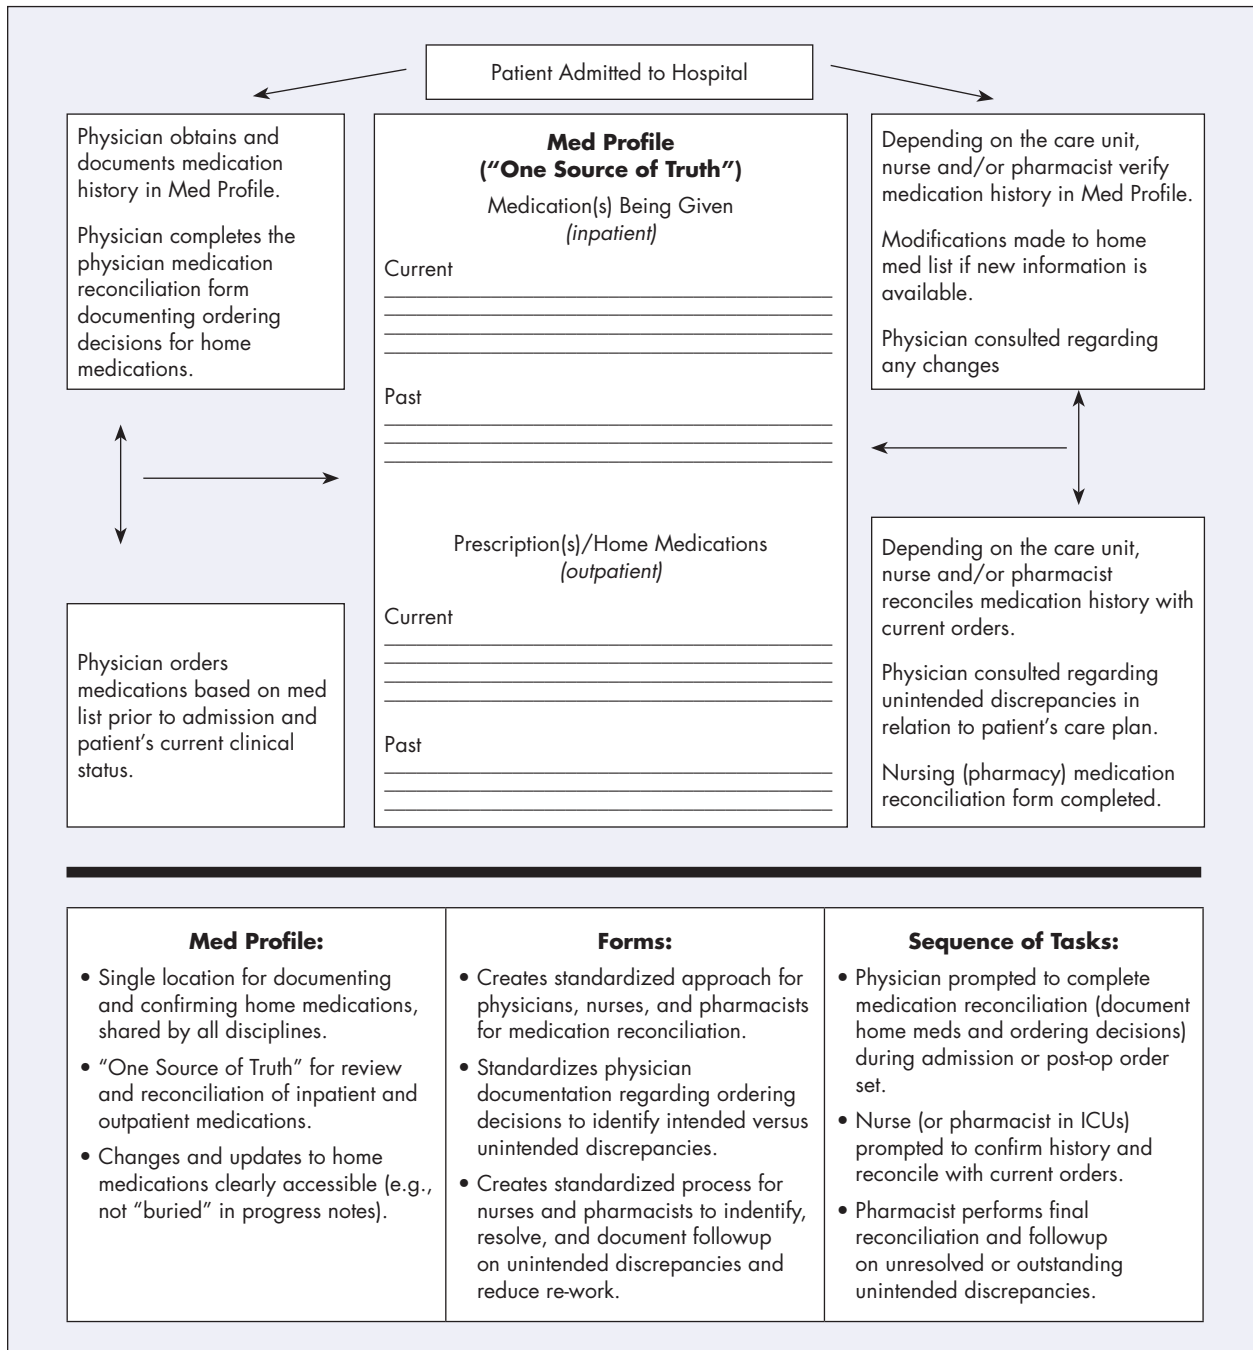 Patient Admitted to Hospital
Physician obtains and
documents medication
history in Med Profile.
Physician completes the
physician medication
reconciliation form
documenting ordering
decisions for home
medications.
Physician orders
medications based on med
list prior to admission and
patient's current clinical
status.
Med Profile
("One Source of Truth")
Medication(s) Being Given
(inpatient)
Current
Past
Prescription(s)/Home Medications
(outpatient)
Current
Past
Depending on the care unit,
nurse and/or pharmacist verify
medication history in Med Profile.
Modifications made to home
med list if new information is
available.
Physician consulted regarding
any changes
Depending on the care unit,
nurse and/or pharmacist
reconciles medication history with
current orders.
Physician consulted regarding
unintended discrepancies in
relation to patient's care plan.
Nursing (pharmacy) medication
reconciliation form completed.
Med Profile:
• Single location for documenting
and confirming home medications,
shared by all disciplines.
• "One Source of Truth" for review
and reconciliation of inpatient and
outpatient medications.
• Changes and updates to home
medications clearly accessible (e.g.,
not "buried" in progress notes).
Forms:
• Creates standardized approach for
physicians, nurses, and pharmacists
for medication reconciliation.
• Standardizes physician
documentation regarding ordering
decisions to identify intended versus
unintended discrepancies.
• Creates standardized process for
nurses and pharmacists to indentify,
resolve, and document followup
on unintended discrepancies and
reduce re-work.
Sequence of Tasks:
• Physician prompted to complete
medication reconciliation (document
home meds and ordering decisions)
during admission or post-op order
set.
• Nurse (or pharmacist in ICUs)
prompted to confirm history and
reconcile with current orders.
• Pharmacist performs final
reconciliation and followup
on unresolved or outstanding
unintended discrepancies.